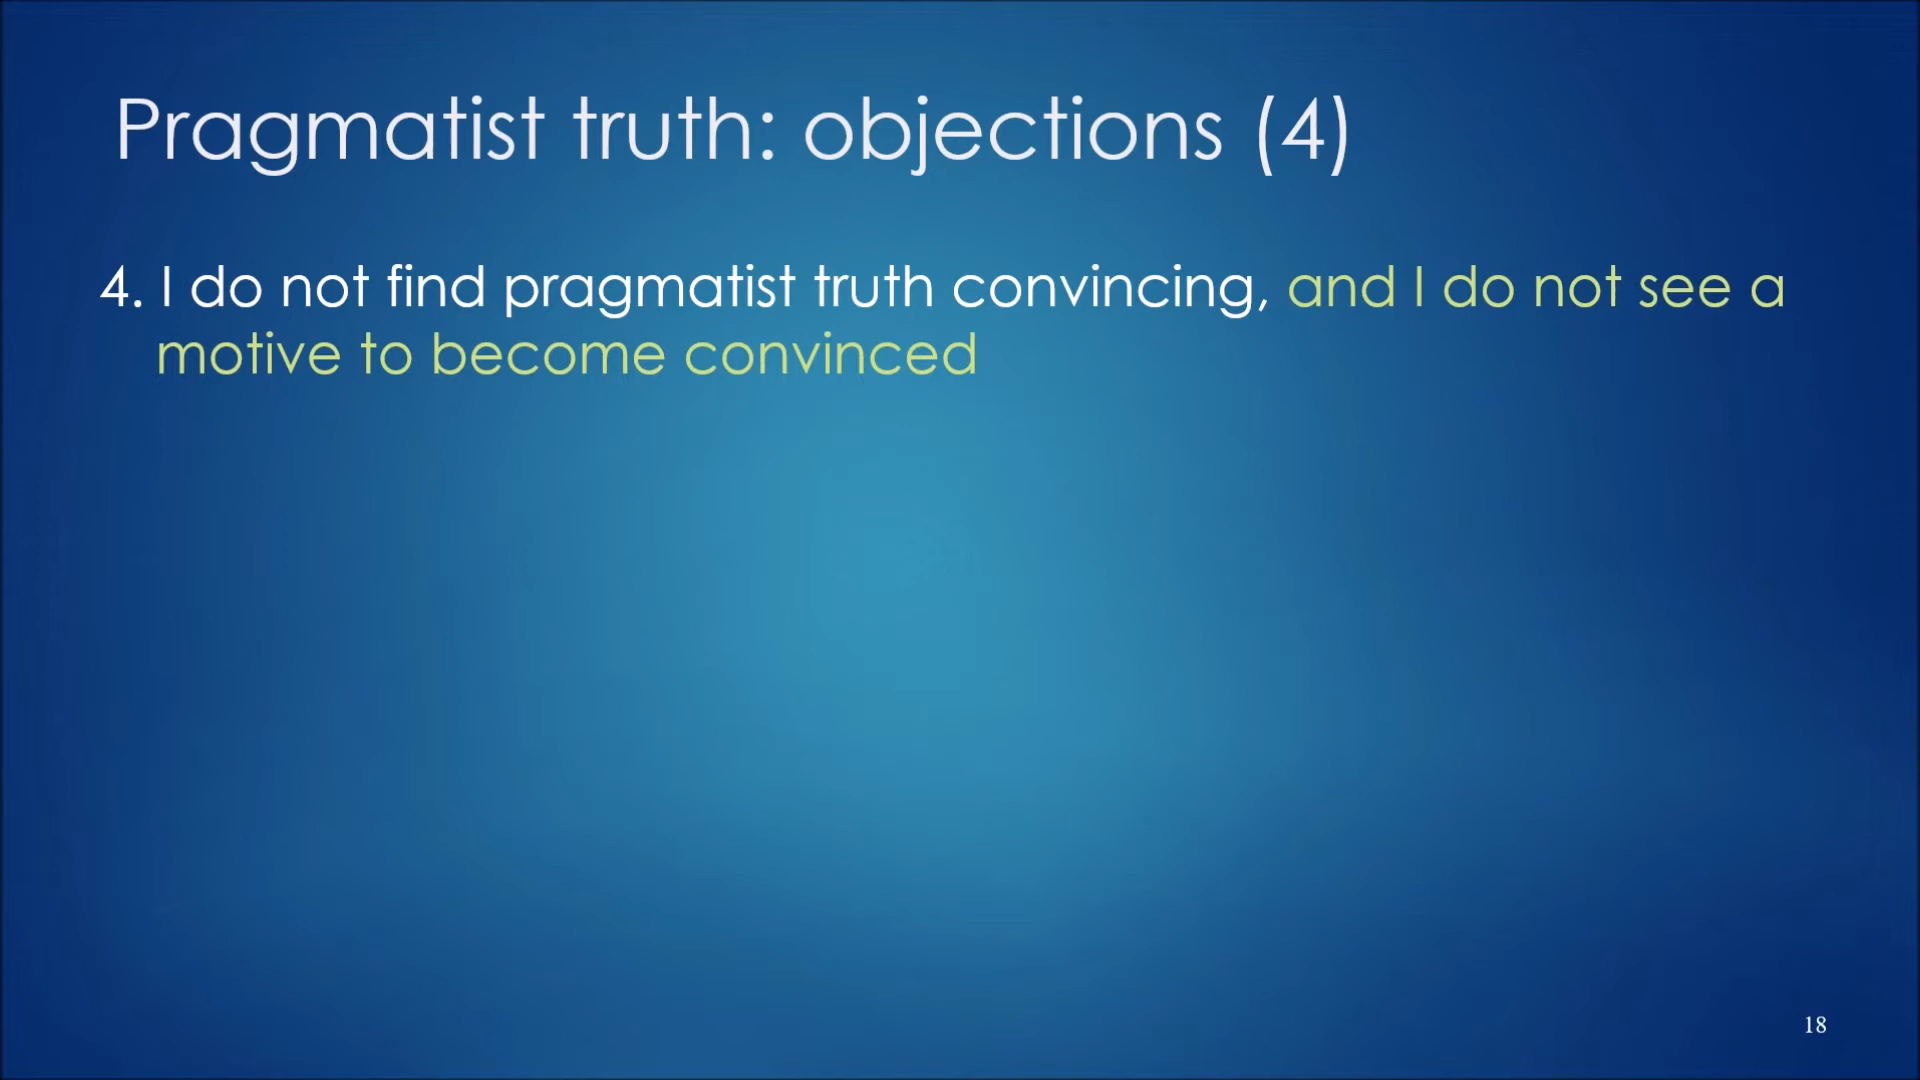 Pragmatist truth: objections (4)
4. I do not find pragmatist truth convincing, and I do not see a
motive to become convinced
18